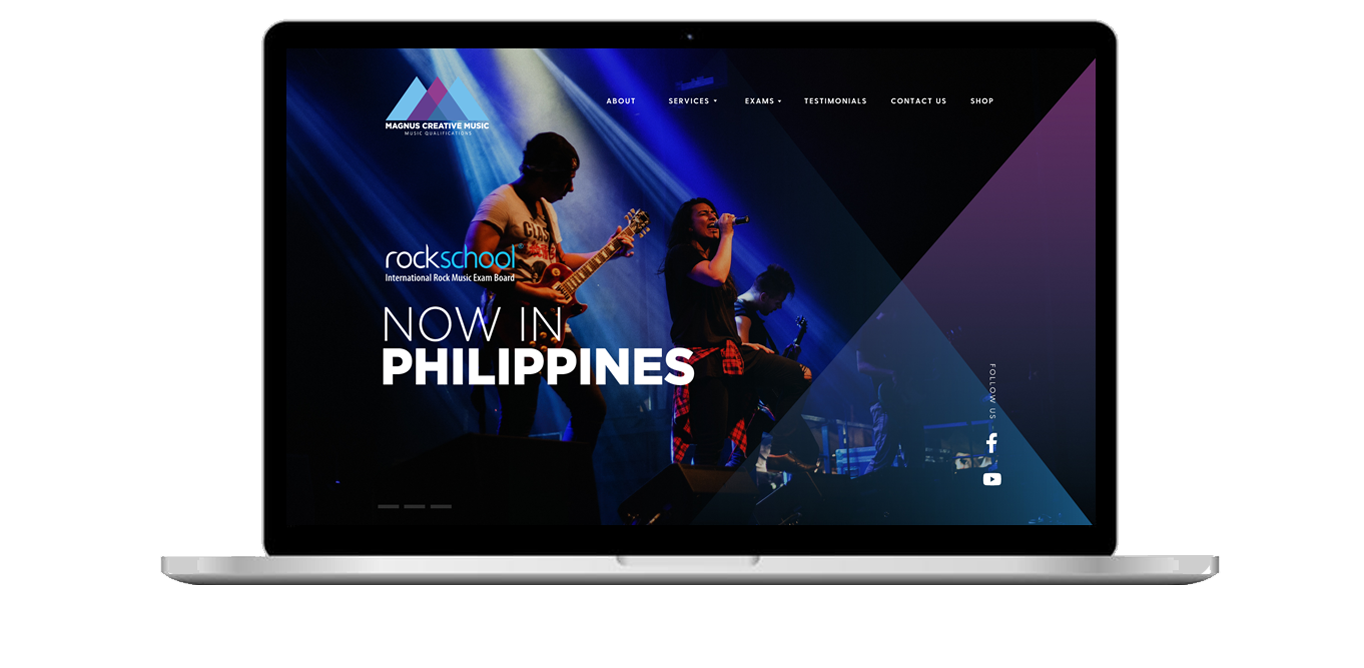 MAGNUS CREATIVE MUSIC
MUSIC QUALIFICATIONS
ABOUT
SERVICES
EXAMS
TESTIMONIALS
CONTACT US
SHOP
CLASH
rockschool®
International Rock Music Exam Board
NOW IN
PHILIPPINES
FOLLOW US